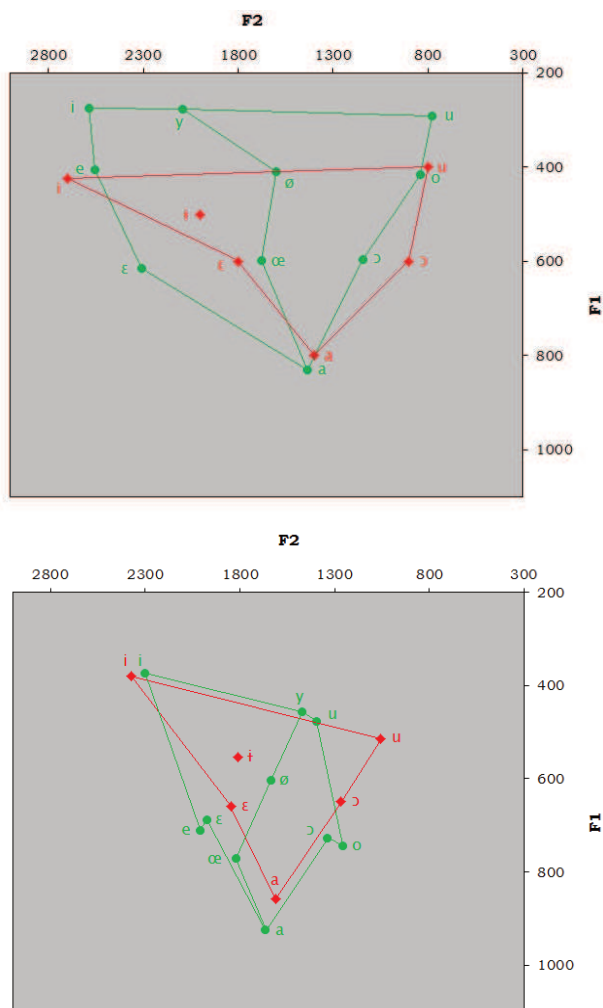 F2
2800 2300 1800 1300 800 300
200
i y u
400
e ø i u o
ɨ
600
ɛ ɛ œ ɔ ɔ
F1
800
a
a
1000
F2
2800 2300 1800 1300 800 300
200
i i
400
y u
u
ɨ
600
ø
ɛ ɔ
e ɛ ɔ o
F1
œ
800
a
a
1000